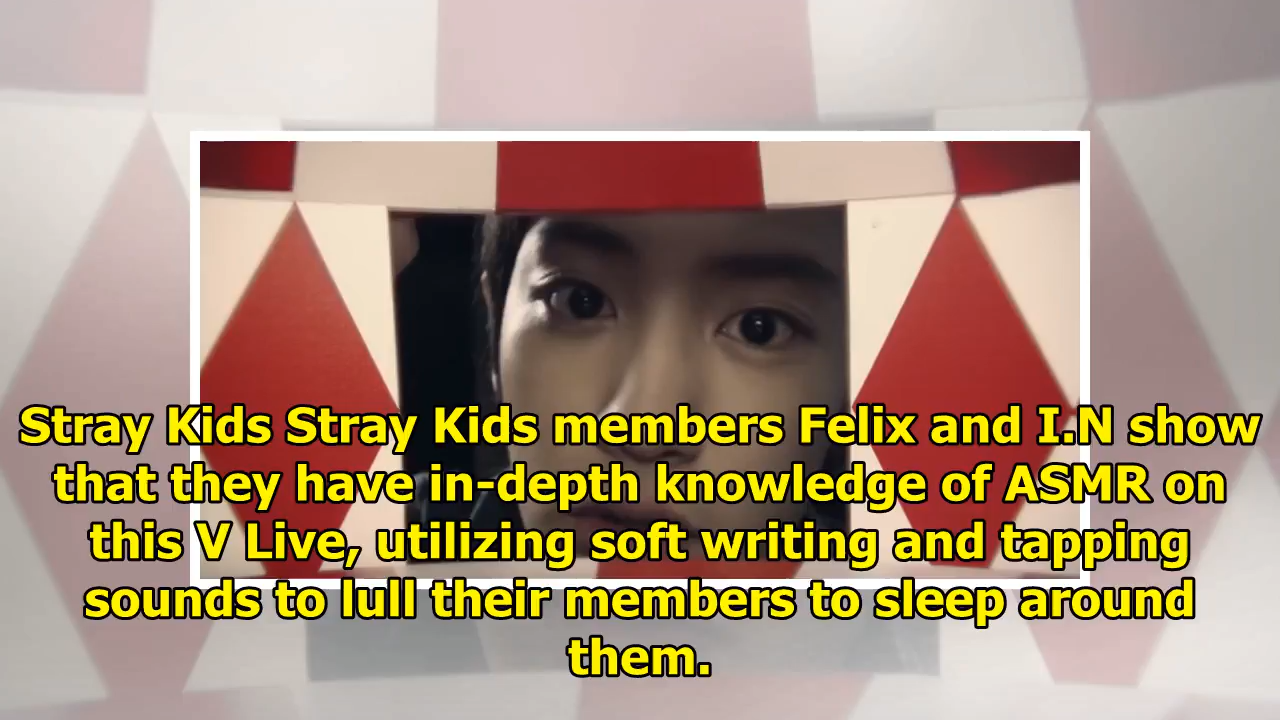 Stray Kids Stray Kids members Felix and I.N show
that they have in-depth knowledge of ASMR on
this V Live, utilizing soft writing and tapping
sounds to lull their members to sleep around
them.